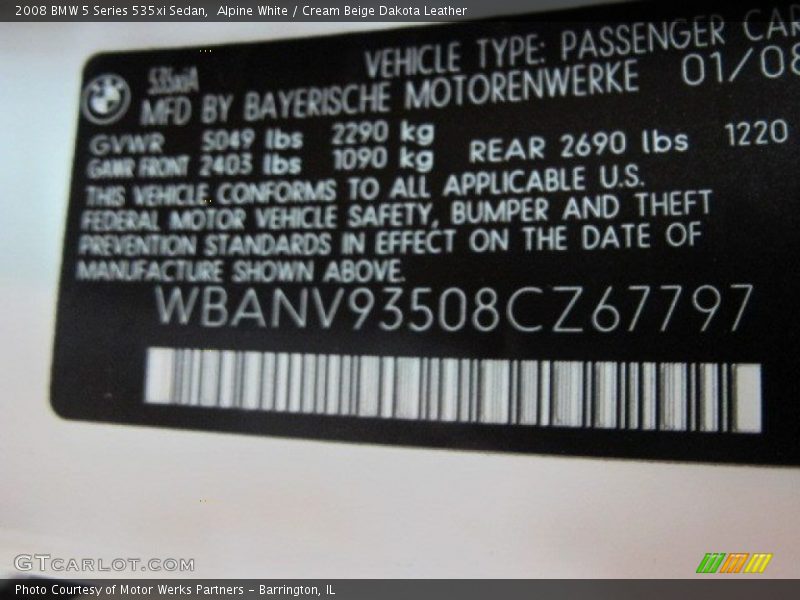 2008 BMW 5 Series 535xi Sedan,  Alpine White / Cream Beige Dakota Leather
535xiA
VEHICLE TYPE: PASSENGER CAR
MFD BY BAYERISCHE MOTORENWERKE 01/08
GVWR 5049 lbs 2290 kg
GAWR FRONT 2403 lbs 1090 kg REAR 2690 lbs 1220
THIS VEHICLE CONFORMS TO ALL APPLICABLE U.S.
FEDERAL MOTOR VEHICLE SAFETY, BUMPER AND THEFT
PREVENTION STANDARDS IN EFFECT ON THE DATE OF
MANUFACTURE SHOWN ABOVE.
WBANV93508CZ67797
GTCARLOT.COM
Photo Courtesy of Motor Works Partners – Barrington, IL